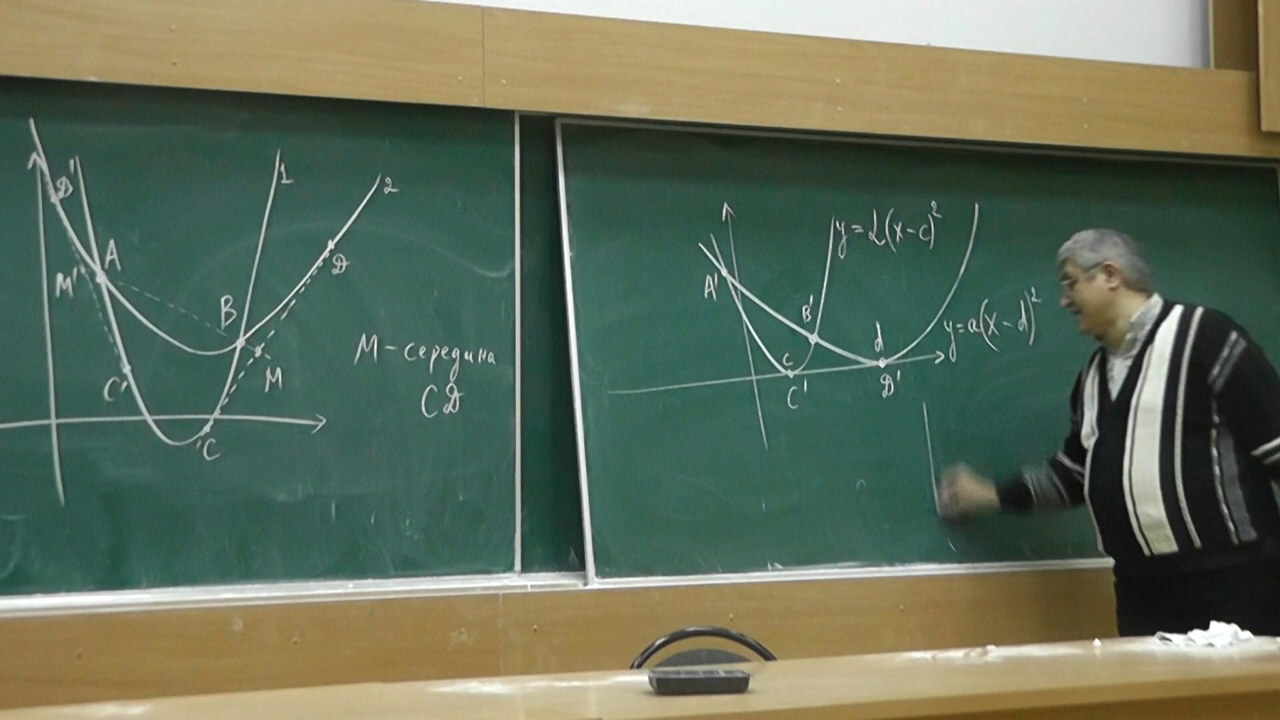 1
2
D'
A
M'
B
D
M
C'
'C
M – середина
CD
y = α(x – c)²
A'
B'
d
y = a(x – d)²
c
C'
D'